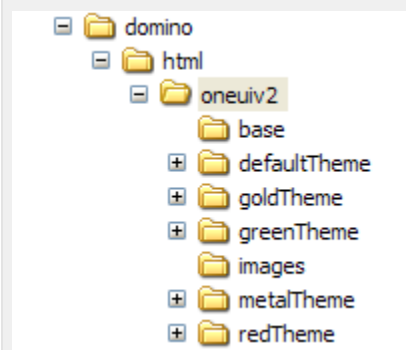 domino
html
oneuiv2
base
defaultTheme
goldTheme
greenTheme
images
metalTheme
redTheme